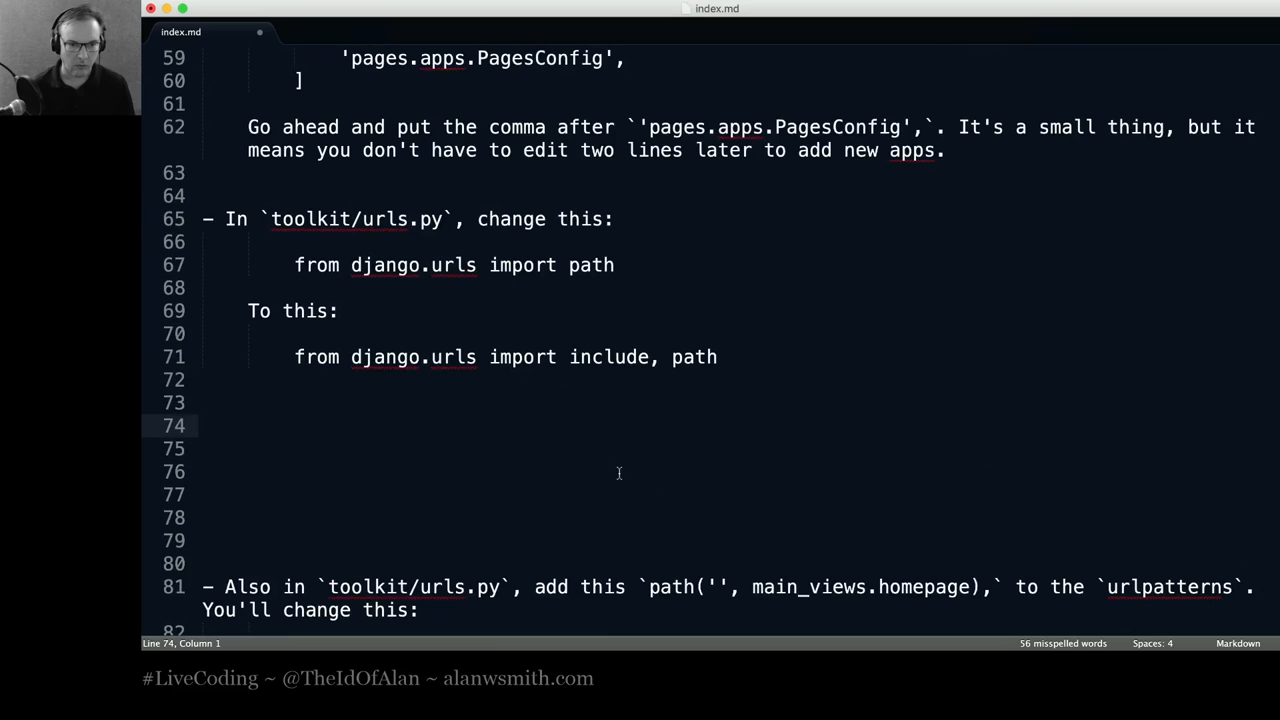 index.md
index.md
59 'pages.apps.PagesConfig',
60 ]
61
62 Go ahead and put the comma after `'pages.apps.PagesConfig',`. It's a small thing, but it
means you don't have to edit two lines later to add new apps.
63
64
65 - In `toolkit/urls.py`, change this:
66
67 from django.urls import path
68
69 To this:
70
71 from django.urls import include, path
72
73
74
75
76
77
78
79
80
81 - Also in `toolkit/urls.py`, add this `path('', main_views.homepage),` to the `urlpatterns`.
You'll change this:
82
Line 74, Column 1 56 misspelled words Spaces: 4 Markdown
#LiveCoding ~ @TheIdOfAlan ~ alanwsmith.com